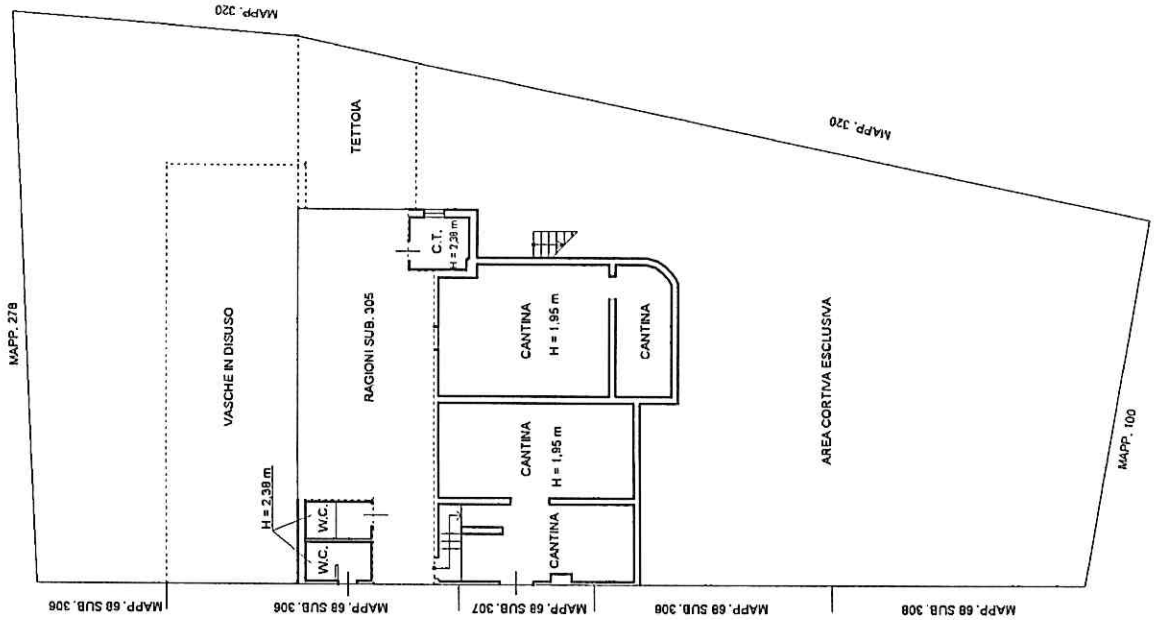 MAPP. 320
MAPP. 278
TETTOIA
MAPP. 320
VASCHE IN DISUSO
RAGIONI SUB. 305
C.T.
H = 2,38 m
CANTINA
H = 1,95 m
CANTINA
AREA CORTIVA ESCLUSIVA
MAPP. 100
CANTINA
H = 1,95 m
H = 2,38 m
W.C.
W.C.
CANTINA
MAPP. 68 SUB. 306
MAPP. 68 SUB. 306
MAPP. 68 SUB. 307
MAPP. 68 SUB. 308
MAPP. 68 SUB. 308